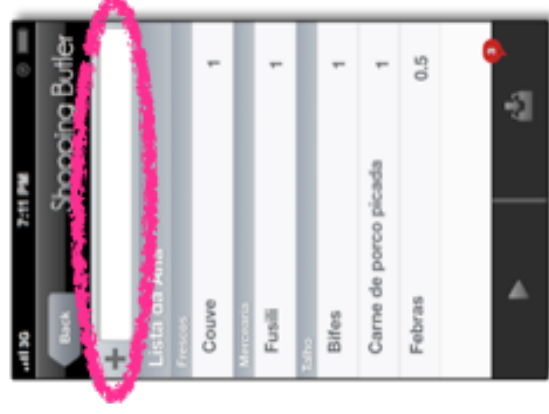 3G 7:11 PM
Back Shopping Butler
+
Lista da Ana
Frescos
Couve 1
Mercearia
Fusilli 1
Talho
Bifes 1
Carne de porco picada 1
Febras 0.5
3